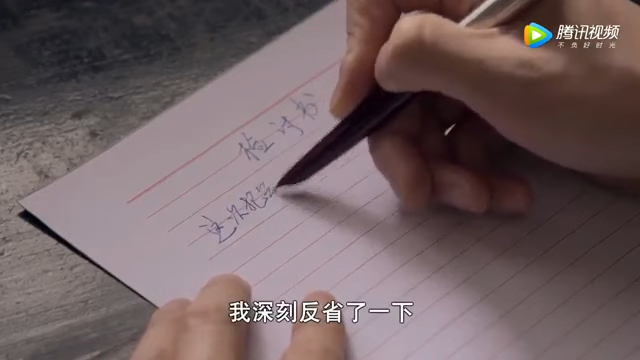 腾讯视频
不负好时光
检讨书
这次把
我深刻反省了一下